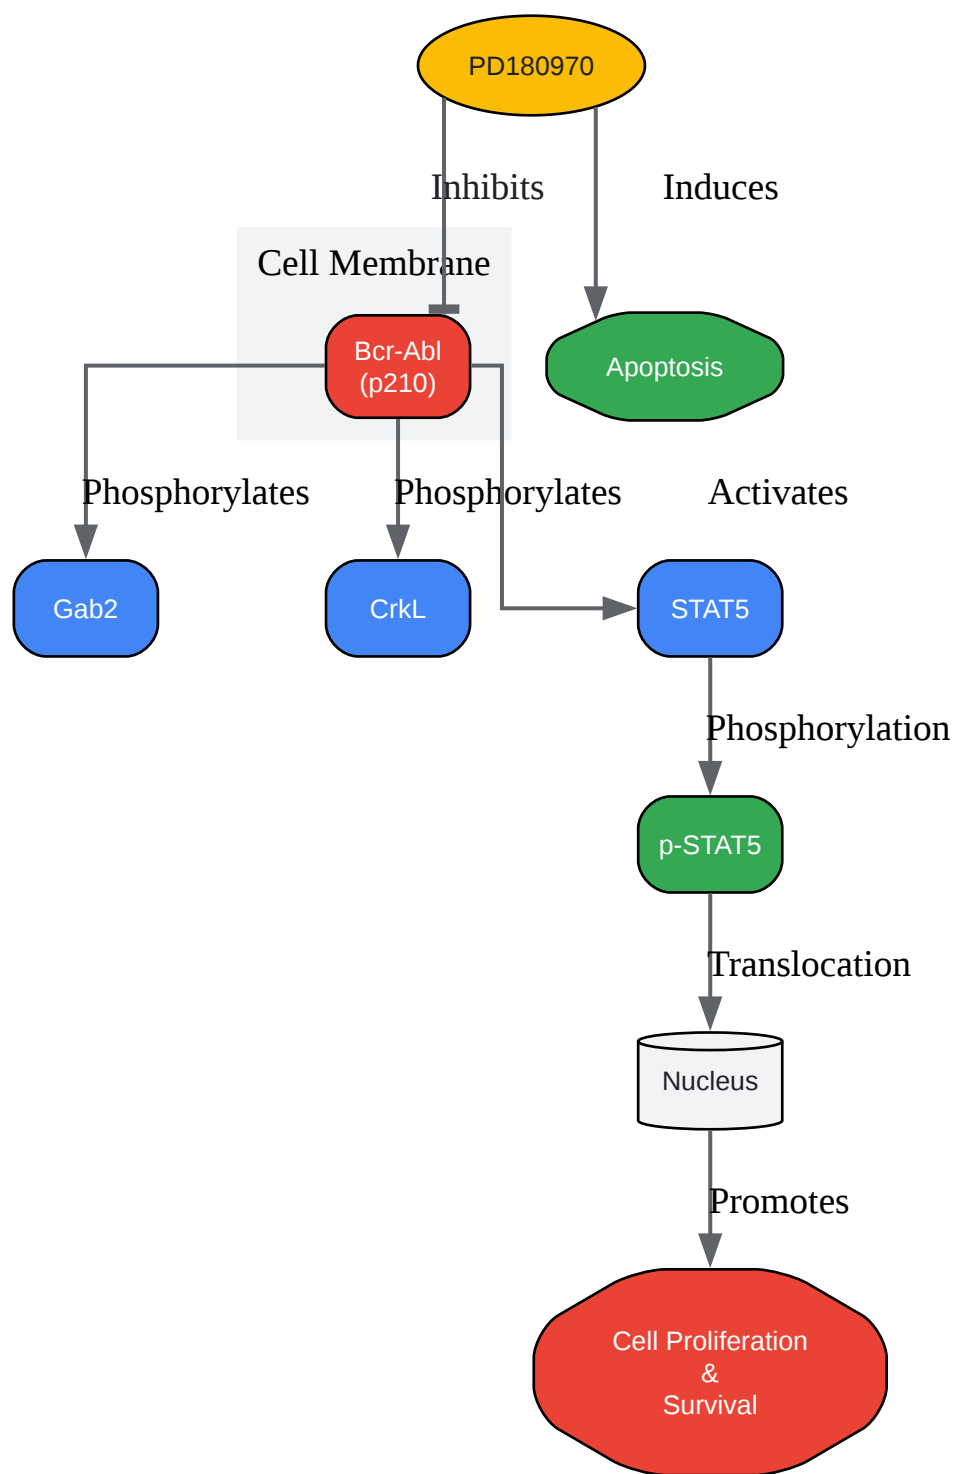 PD180970
Inhibits
Induces
Cell Membrane
Bcr-Abl
(p210)
Apoptosis
Phosphorylates
Phosphorylates
Activates
Gab2
CrkL
STAT5
Phosphorylation
p-STAT5
Translocation
Nucleus
Promotes
Cell Proliferation
&
Survival